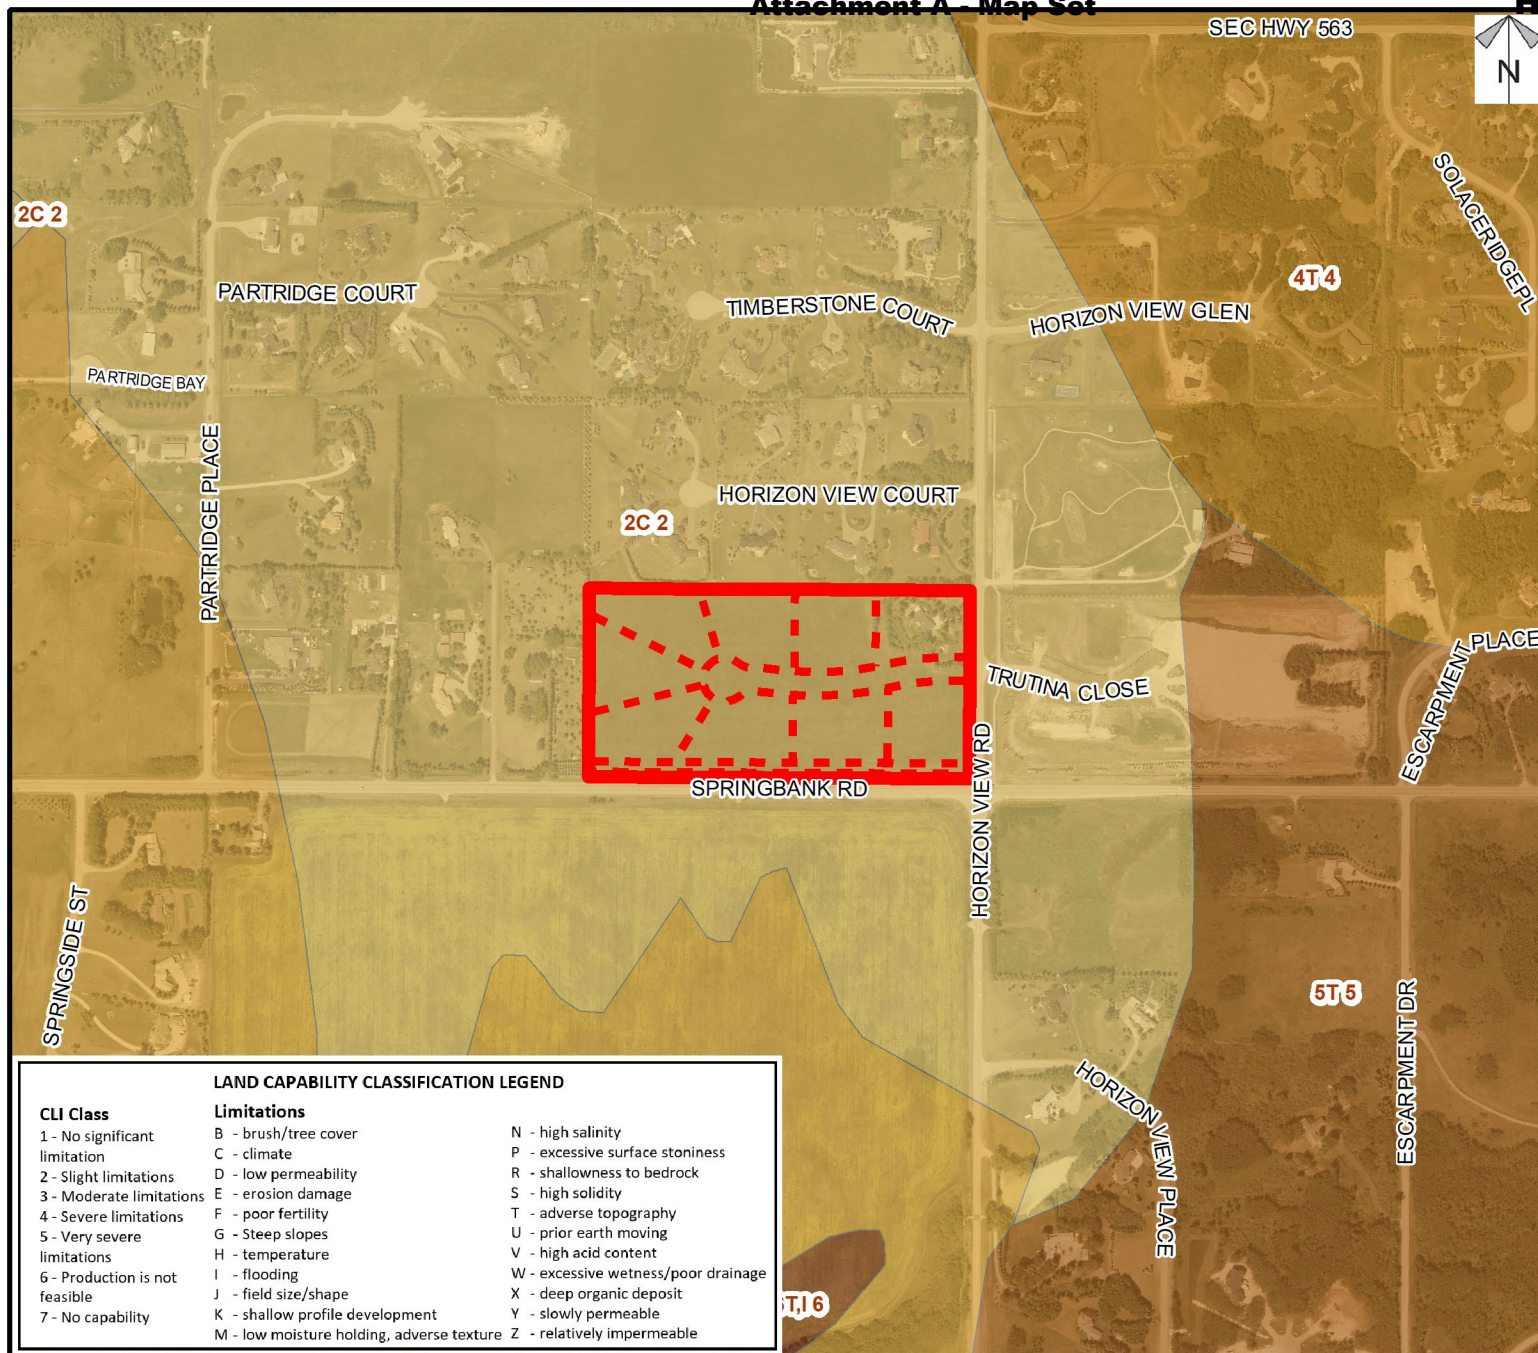 Attachment A - Map Set
SEC HWY 563
N
SOLACERIDGEPL
2C 2
4T 4
PARTRIDGE COURT
TIMBERSTONE COURT
HORIZON VIEW GLEN
PARTRIDGE BAY
PARTRIDGE PLACE
HORIZON VIEW COURT
2C 2
ESCARPMENT PLACE
TRUTINA CLOSE
HORIZON VIEW RD
SPRINGBANK RD
SPRINGSIDE ST
5T 5
ESCARPMENT DR
HORIZON VIEW PLACE
T,I 6
LAND CAPABILITY CLASSIFICATION LEGEND
CLI Class
1 - No significant
limitation
2 - Slight limitations
3 - Moderate limitations
4 - Severe limitations
5 - Very severe
limitations
6 - Production is not
feasible
7 - No capability
Limitations
B - brush/tree cover
C - climate
D - low permeability
E - erosion damage
F - poor fertility
G - Steep slopes
H - temperature
I - flooding
J - field size/shape
K - shallow profile development
M - low moisture holding, adverse texture
N - high salinity
P - excessive surface stoniness
R - shallowness to bedrock
S - high solidity
T - adverse topography
U - prior earth moving
V - high acid content
W - excessive wetness/poor drainage
X - deep organic deposit
Y - slowly permeable
Z - relatively impermeable